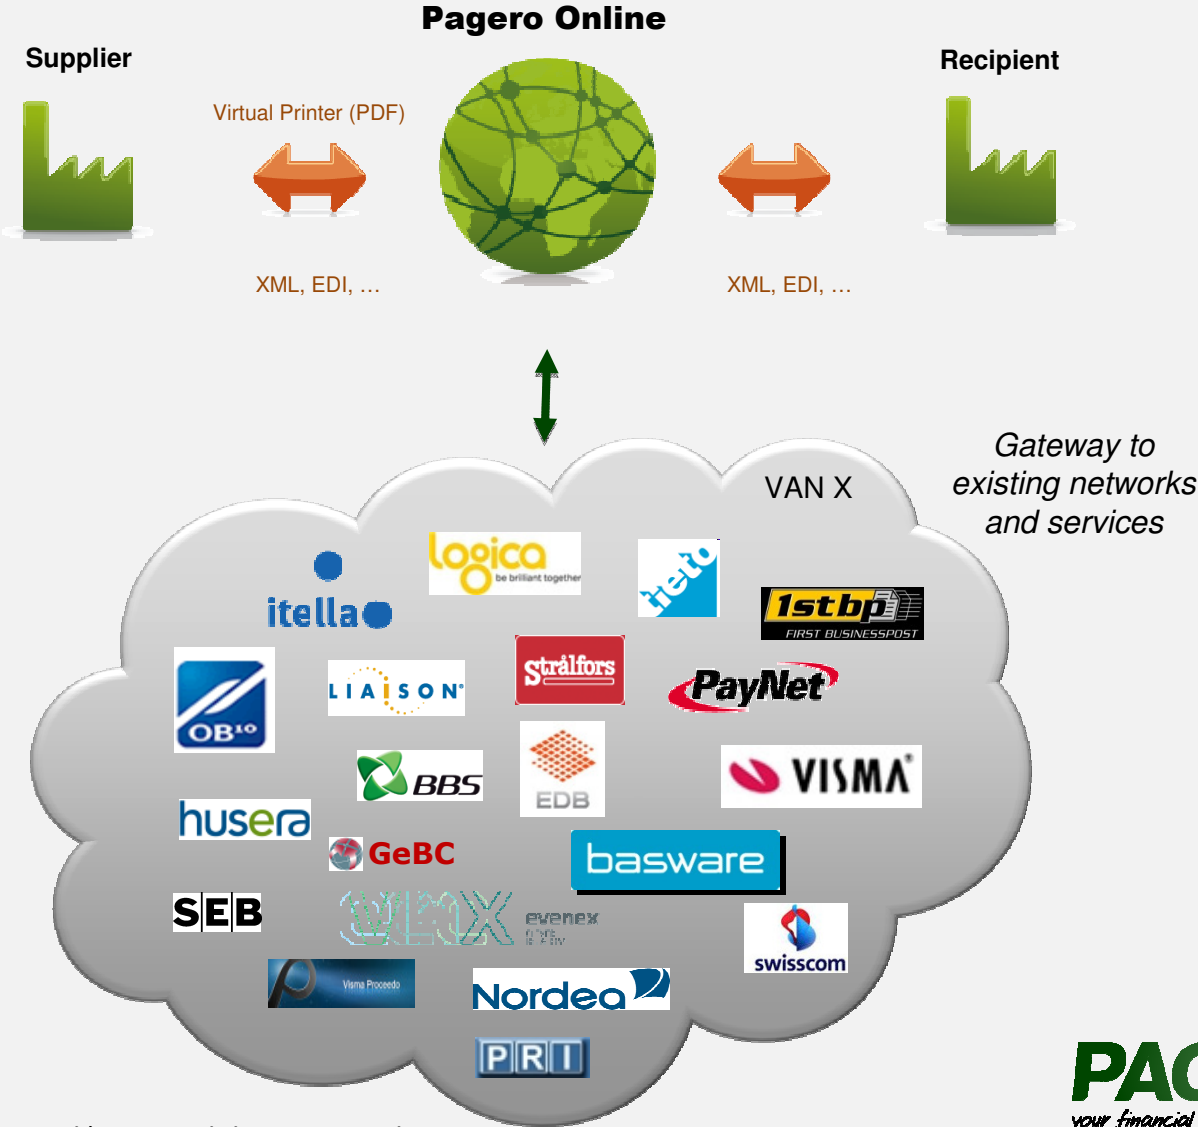 Pagero Online
Supplier
Recipient
Virtual Printer (PDF)
XML, EDI, …
XML, EDI, …
Gateway to
existing networks
and services
VAN X
logica
be brilliant together
tieto
itella
1stbp
FIRST BUSINESSPOST
strålfors
LIAISON
PayNet
OB10
BBS
EDB
VISMA
husera
GeBC
basware
SEB
evenex
swisscom
Visma Proceedo
Nordea
PRI
PAG
your financial